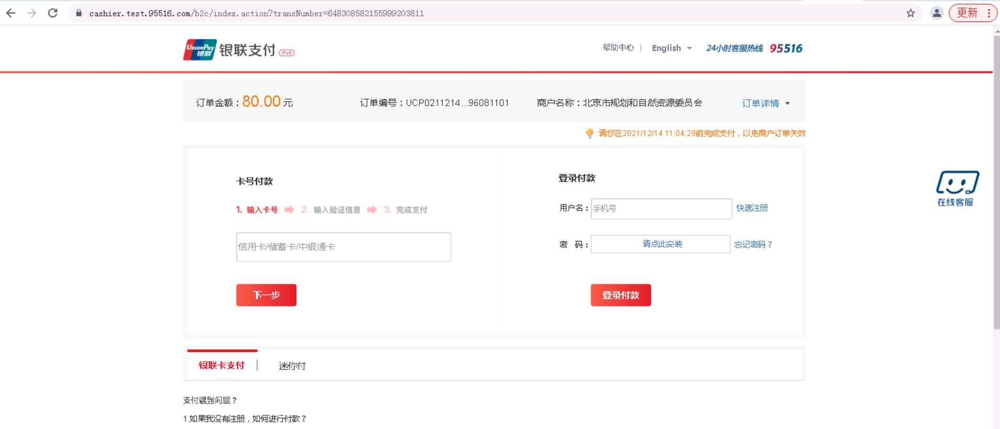 cashier.test.95516.com/b2c/index.action?transNumber=648308582155999203811
更新
UnionPay 银联 银联支付 IPv6
帮助中心 | English 24小时客服热线 95516
订单金额：80.00元 订单编号：UCP0211214...96081101 商户名称：北京市规划和自然资源委员会 订单详情
请您在2021/12/14 11:04:29前完成支付，以免商户订单失效
卡号付款
1. 输入卡号 2. 输入验证信息 3. 完成支付
信用卡/储蓄卡/中银通卡
下一步
登录付款
用户名：手机号 快速注册
密 码：请点此安装 忘记密码？
登录付款
在线客服
银联卡支付 | 迷你付
支付遇到问题？
1.如果我没有注册，如何进行付款？